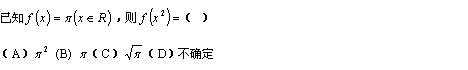 已知f(x)=π(x∈R),则f(x²)=( )
(A)π² (B) π (C)√π (D)不确定